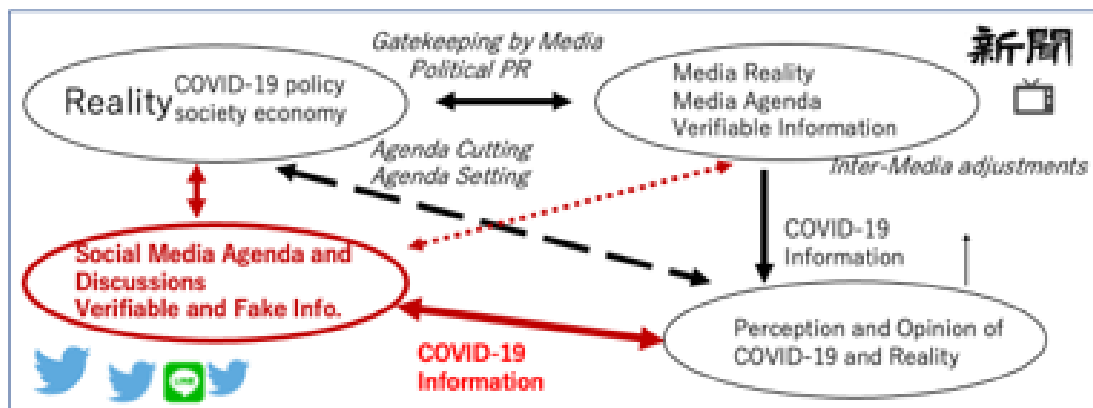 Gatekeeping by Media
Political PR
新聞
Reality
COVID-19 policy
society economy
Media Reality
Media Agenda
Verifiable Information
Agenda Cutting
Agenda Setting
Inter-Media adjustments
Social Media Agenda and
Discussions
Verifiable and Fake Info.
COVID-19
Information
COVID-19
Information
Perception and Opinion of
COVID-19 and Reality
LINE